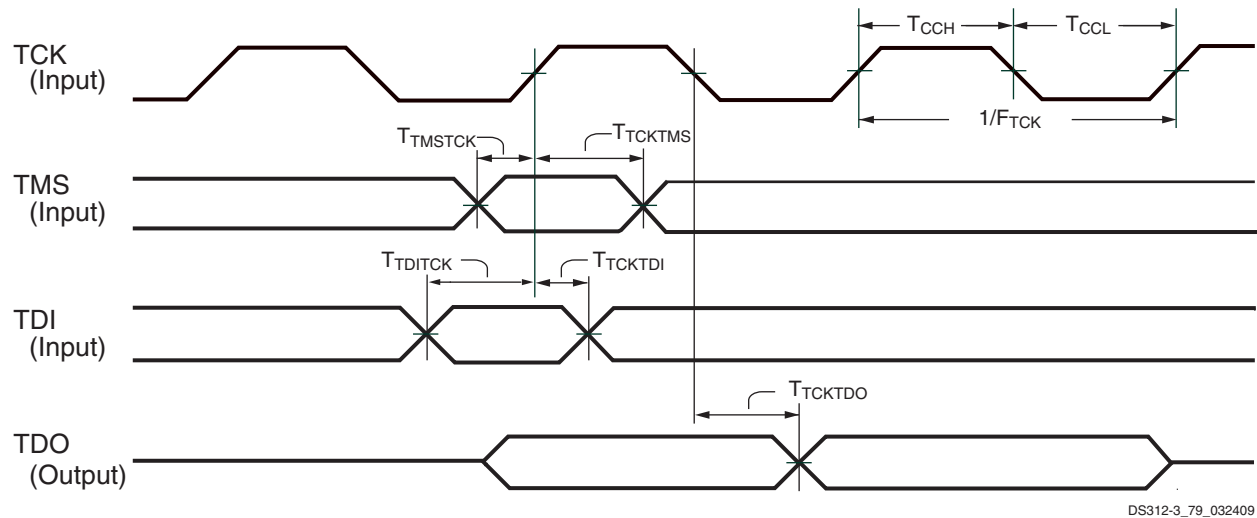 TCK
(Input)
TCCH
TCCL
1/FTCK
TTMSTCK
TTCKTMS
TMS
(Input)
TTDITCK
TTCKTDI
TDI
(Input)
TTCKTDO
TDO
(Output)
DS312-3_79_032409